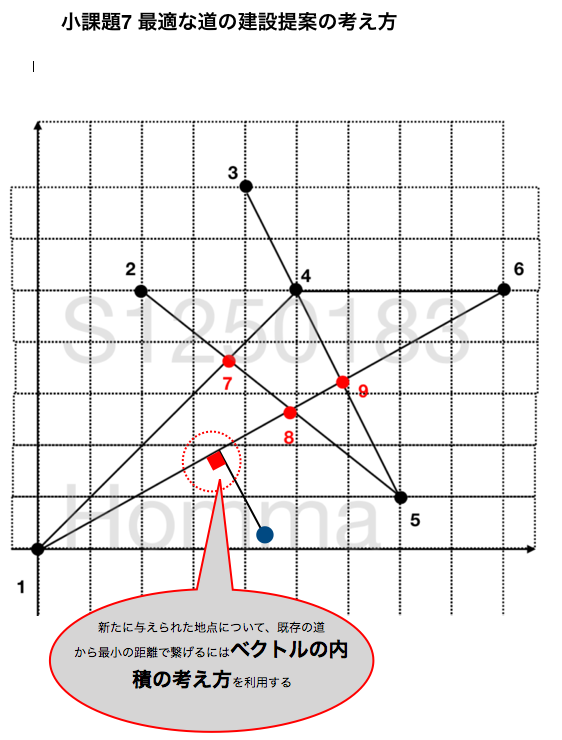 小課題7 最適な道の建設提案の考え方
3
2
4
6
S1250183
7
9
8
Homma
5
1
新たに与えられた地点について、既存の道
から最小の距離で繋げるにはベクトルの内
積の考え方を利用する